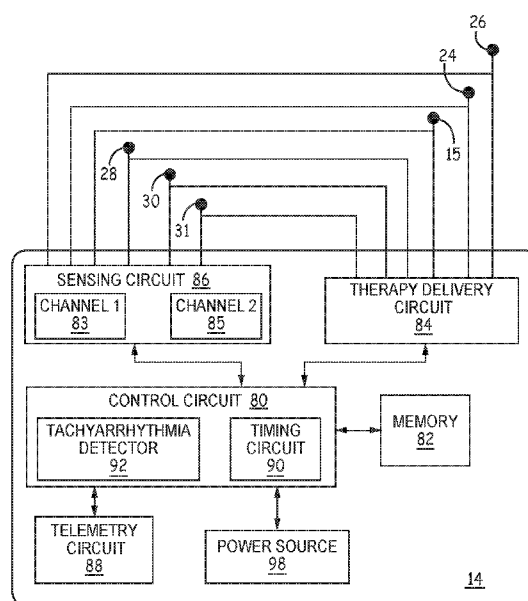 26
24
15
28
30
31
SENSING CIRCUIT 86
CHANNEL 1
83
CHANNEL 2
85
THERAPY DELIVERY
CIRCUIT
84
CONTROL CIRCUIT 80
TACHYARRHYTHMIA
DETECTOR
92
TIMING
CIRCUIT
90
MEMORY
82
TELEMETRY
CIRCUIT
88
POWER SOURCE
98
14